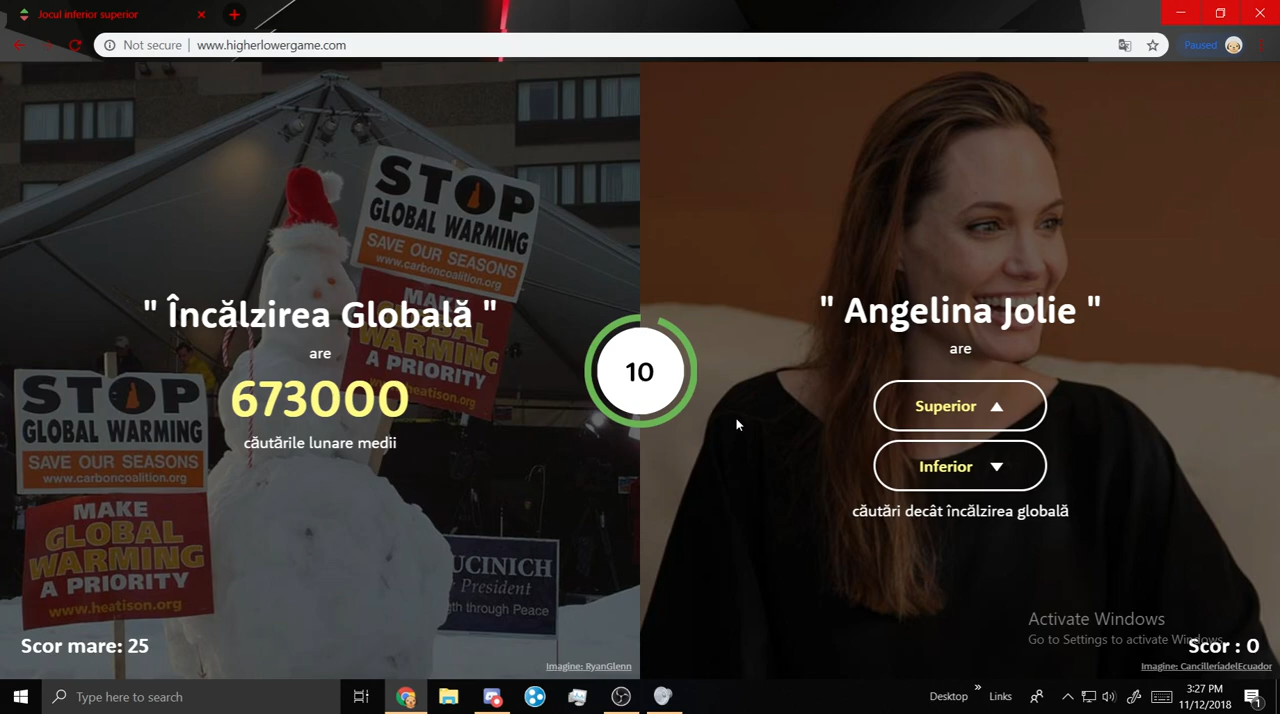 Jocul inferior superior
Not secure
www.higherlowergame.com
Paused
STOP
GLOBAL WARMING
SAVE OUR SEASONS
www.carboncoalition.org
MAKE
GLOBAL
WARMING
A PRIORITY
www.heatison.org
" Încălzirea Globală "
are
673000
căutările lunare medii
STOP
GLOBAL WARMING
SAVE OUR SEASONS
www.carboncoalition.org
MAKE
GLOBAL
WARMING
A PRIORITY
www.heatison.org
UCINICH
President
gth through Peace
Scor mare: 25
Imagine: RyanGlenn
10
" Angelina Jolie "
are
Superior
Inferior
căutări decât încălzirea globală
Activate Windows
Go to Settings to activate Windows.
Scor : 0
Imagine: CancilleríadelEcuador
Type here to search
Desktop
Links
3:27 PM
11/12/2018
1